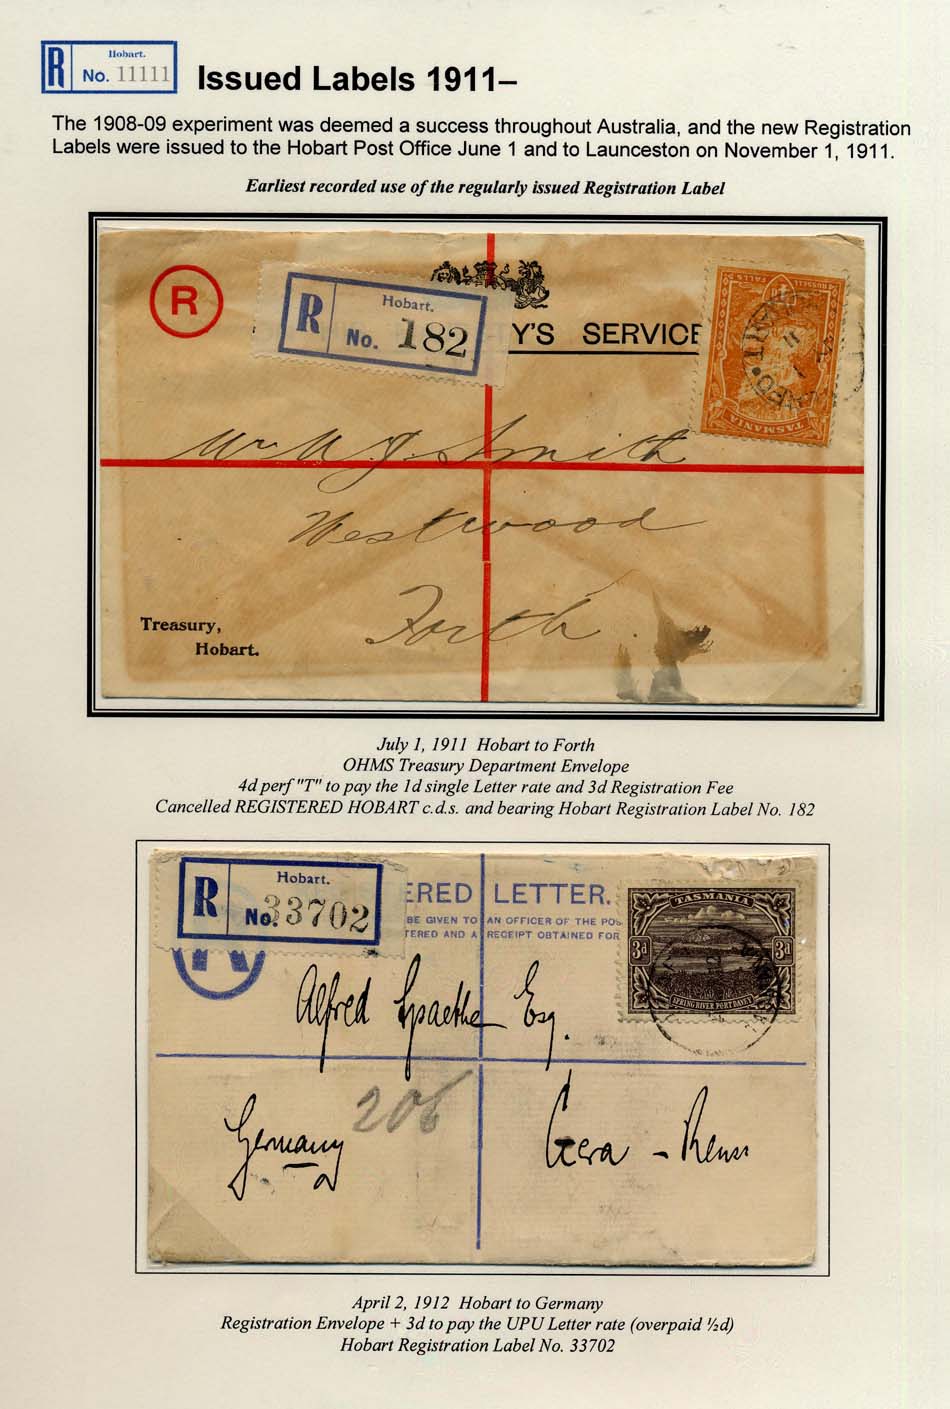 Hobart.
R No. 11111
Issued Labels 1911–
The 1908-09 experiment was deemed a success throughout Australia, and the new Registration
Labels were issued to the Hobart Post Office June 1 and to Launceston on November 1, 1911.
Earliest recorded use of the regularly issued Registration Label
R
Hobart.
R No. 182
Y'S SERVICE
RUSSELL FALLS
TASMANIA
Mr W. J. Smith
Westwood
Forth
Treasury,
Hobart.
July 1, 1911 Hobart to Forth
OHMS Treasury Department Envelope
4d perf "T" to pay the 1d single Letter rate and 3d Registration Fee
Cancelled REGISTERED HOBART c.d.s. and bearing Hobart Registration Label No. 182
Hobart.
R No. 33702
ERED LETTER.
BE GIVEN TO AN OFFICER OF THE POS
TERED AND A RECEIPT OBTAINED FOR
R
TASMANIA
3d 3d
SPRING RIVER PORT DAVEY
Alfred Spaethe Esq.
206
Germany
Gera - Reuss
April 2, 1912 Hobart to Germany
Registration Envelope + 3d to pay the UPU Letter rate (overpaid ½d)
Hobart Registration Label No. 33702